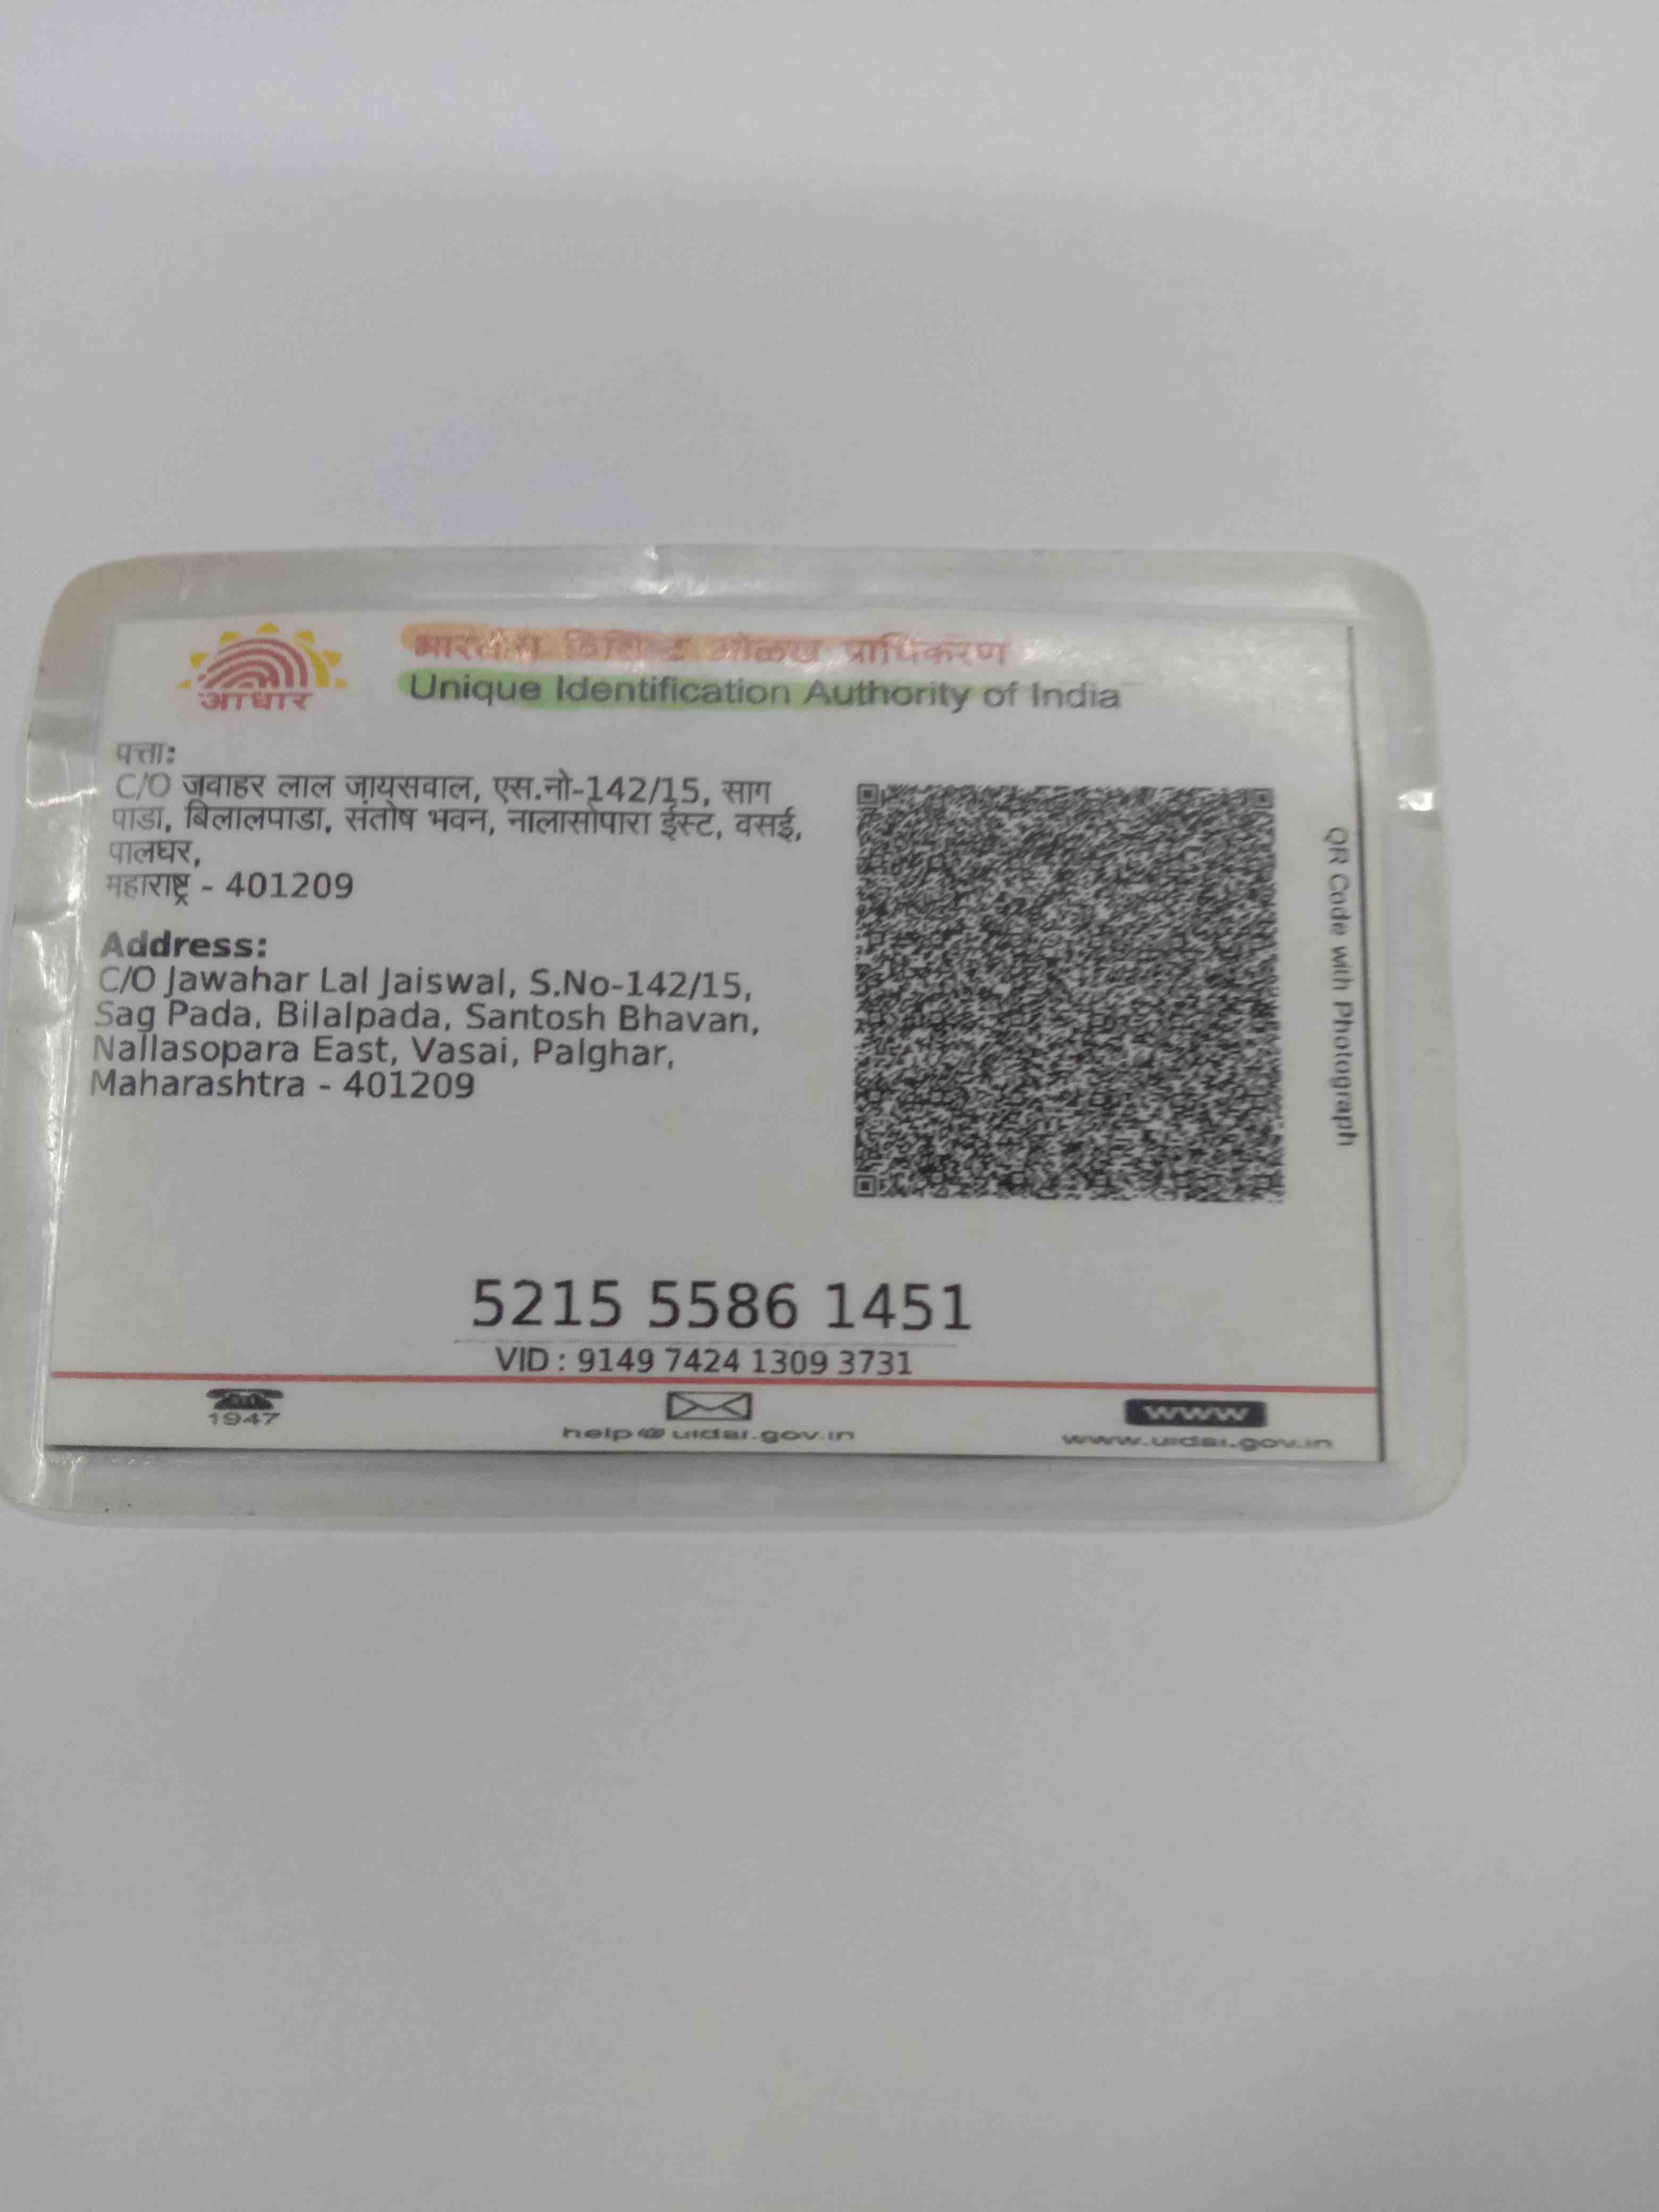 आधार
भारतीय विशिष्ट ओळख प्राधिकरण
Unique Identification Authority of India
पत्ता:
C/O जवाहर लाल जायसवाल, एस.नो-142/15, साग
पाडा, बिलालपाडा, संतोष भवन, नालासोपारा ईस्ट, वसई,
पालघर,
महाराष्ट्र - 401209
Address:
C/O Jawahar Lal Jaiswal, S.No-142/15,
Sag Pada, Bilalpada, Santosh Bhavan,
Nallasopara East, Vasai, Palghar,
Maharashtra - 401209
QR Code with Photograph
5215 5586 1451
VID : 9149 7424 1309 3731
1947
help@uidai.gov.in
www
www.uidai.gov.in